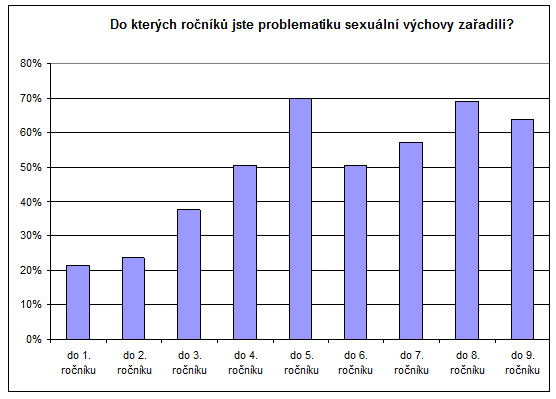 Do kterých ročníků jste problematiku sexuální výchovy zařadili?
80%
70%
60%
50%
40%
30%
20%
10%
0%
do 1. ročníku
do 2. ročníku
do 3. ročníku
do 4. ročníku
do 5. ročníku
do 6. ročníku
do 7. ročníku
do 8. ročníku
do 9. ročníku